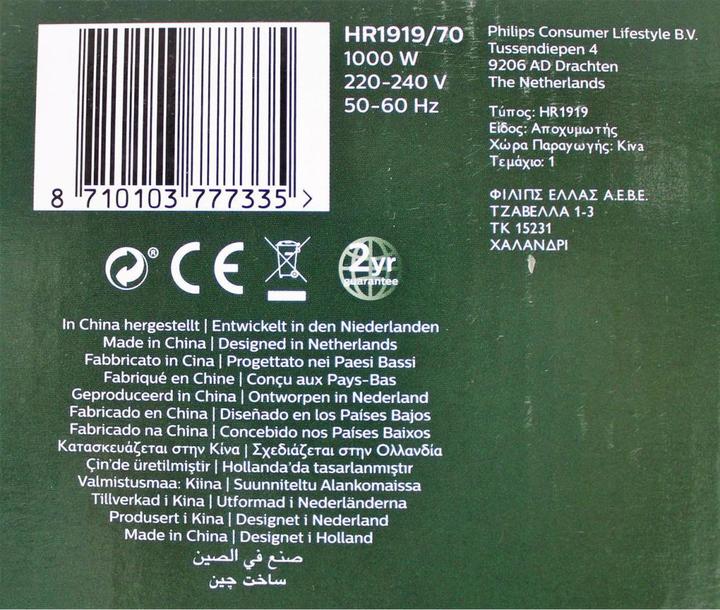 8 710103 777335 >
HR1919/70
1000 W
220-240 V
50-60 Hz
Philips Consumer Lifestyle B.V.
Tussendiepen 4
9206 AD Drachten
The Netherlands
Τύπος: HR1919
Είδος: Αποχυμωτής
Χώρα Παραγωγής: Κίνα
Τεμάχιο: 1
ΦΙΛΙΠΣ ΕΛΛΑΣ Α.Ε.Β.Ε.
ΤΖΑΒΕΛΛΑ 1-3
ΤΚ 15231
ΧΑΛΑΝΔΡΙ
®
CE
2yr
guarantee
In China hergestellt | Entwickelt in den Niederlanden
Made in China | Designed in Netherlands
Fabbricato in Cina | Progettato nei Paesi Bassi
Fabriqué en Chine | Conçu aux Pays-Bas
Geproduceerd in China | Ontworpen in Nederland
Fabricado en China | Diseñado en los Países Bajos
Fabricado na China | Concebido nos Países Baixos
Κατασκευάζεται στην Κίνα | Σχεδιάζεται στην Ολλανδία
Çin'de üretilmiştir | Hollanda'da tasarlanmıştır
Valmistusmaa: Kiina | Suunniteltu Alankomaissa
Tillverkad i Kina | Utformad i Nederländerna
Produsert i Kina | Designet i Nederland
Made in China | Designet i Holland
صنع في الصين
ساخت چین